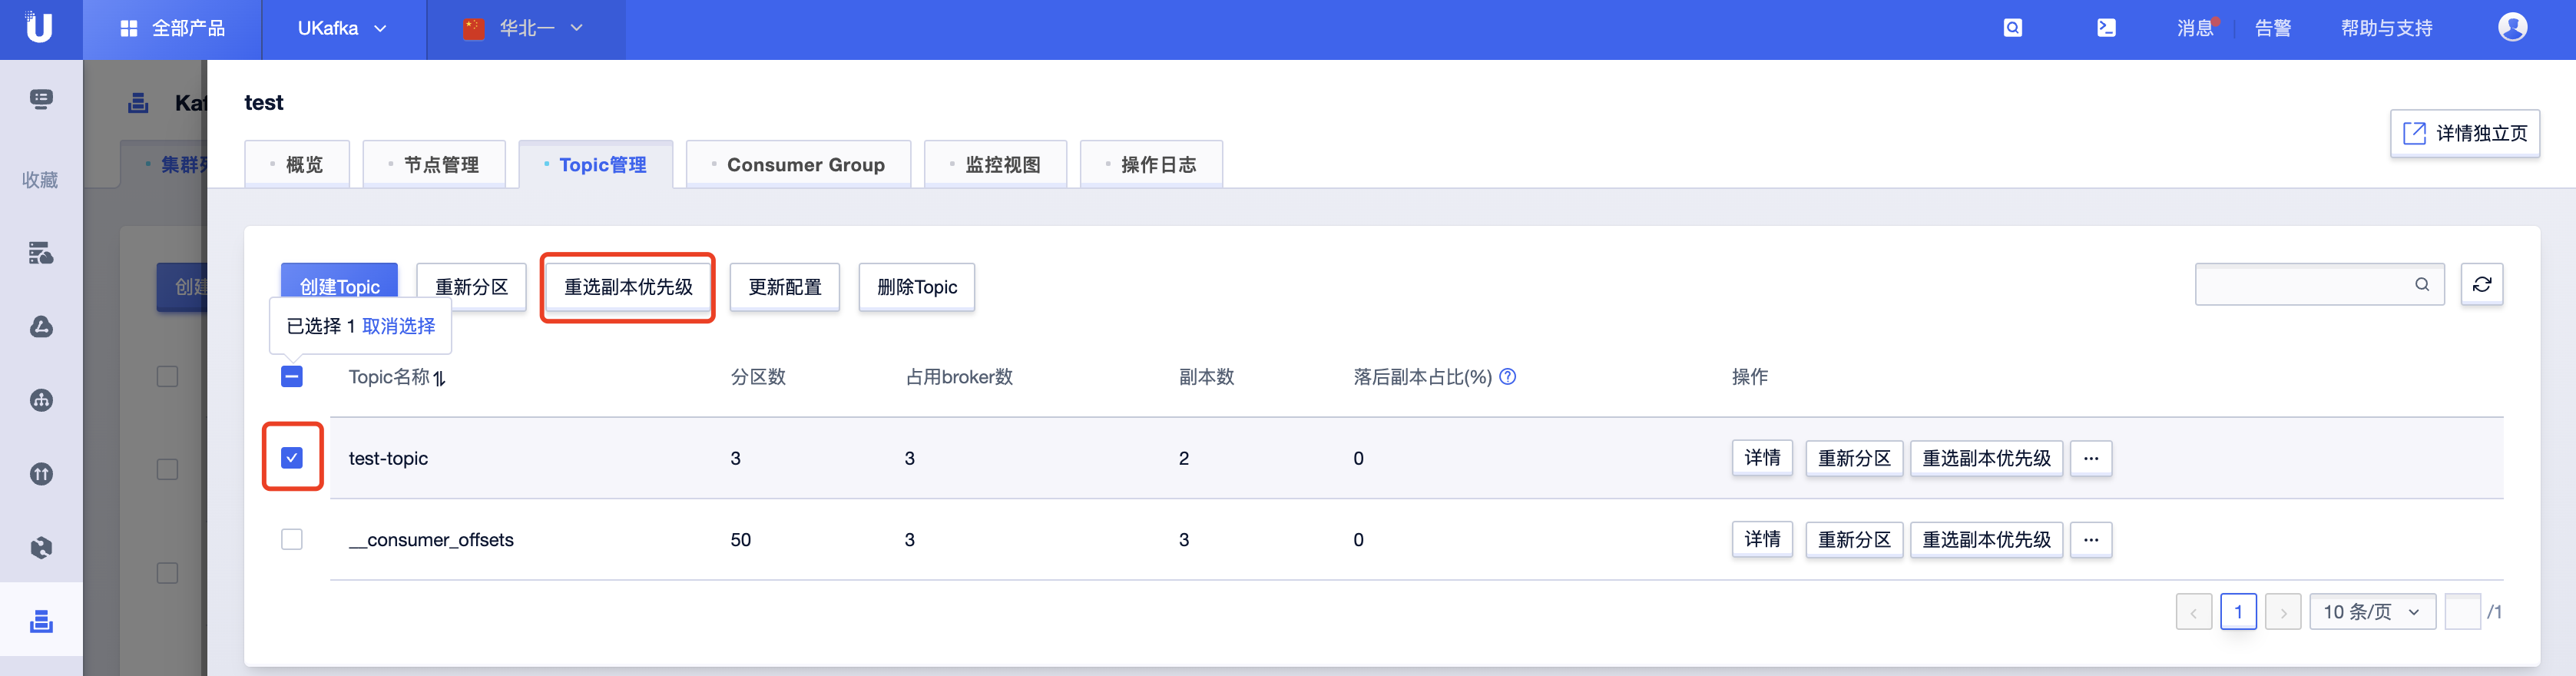 全部产品
UKafka
华北一
消息
告警
帮助与支持
收藏
test
详情独立页
概览
节点管理
Topic管理
Consumer Group
监控视图
操作日志
创建Topic
重新分区
重选副本优先级
更新配置
删除Topic
已选择 1 取消选择
Topic名称 分区数 占用broker数 副本数 落后副本占比(%) 操作
test-topic 3 3 2 0 详情 重新分区 重选副本优先级 ···
__consumer_offsets 50 3 3 0 详情 重新分区 重选副本优先级 ···
1 10 条/页 /1